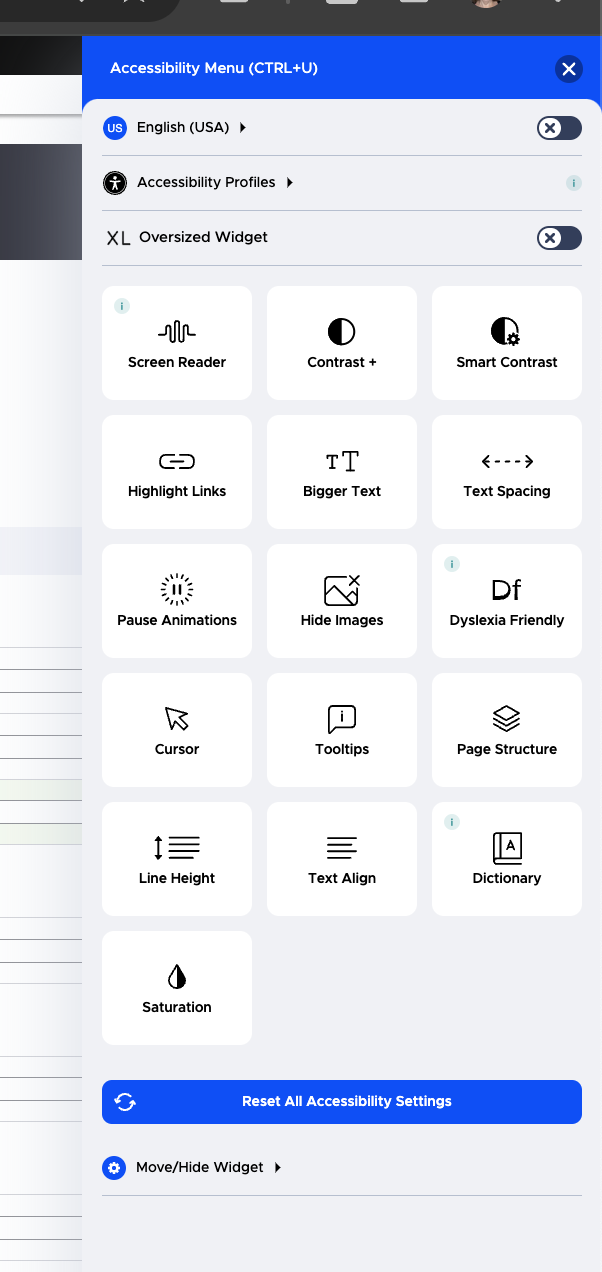 Accessibility Menu (CTRL+U)
US English (USA)
Accessibility Profiles
i
XL Oversized Widget
i
Screen Reader
Contrast +
Smart Contrast
Highlight Links
TT
Bigger Text
Text Spacing
Pause Animations
Hide Images
i
Df
Dyslexia Friendly
Cursor
i
Tooltips
Page Structure
Line Height
Text Align
i
A
Dictionary
Saturation
Reset All Accessibility Settings
Move/Hide Widget